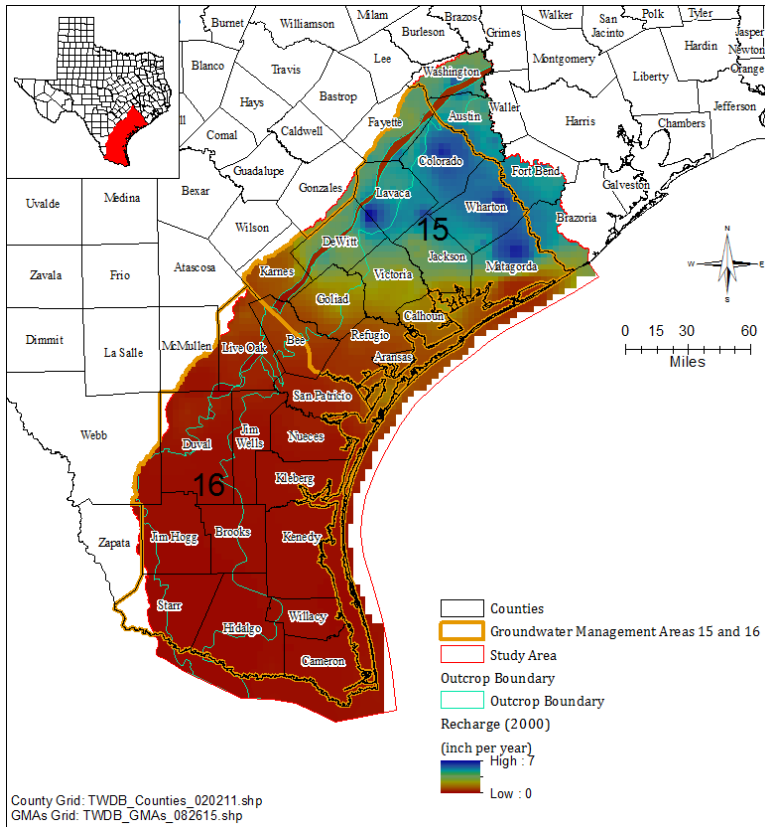 Milam
Brazos
Walker
Polk
Tyler
Burnet
Williamson
San
Jacinto
Jasper
Burleson
Grimes
Hardin
Newton
Lee
Montgomery
Orange
Blanco
Travis
Washington
Liberty
Bastrop
Waller
Jefferson
Hays
Austin
Fayette
Harris
Chambers
Comal
Caldwell
Colorado
Guadalupe
Fort Bend
Medina
Bexar
Gonzales
Lavaca
Galveston
Uvalde
Wharton
Brazoria
Wilson
15
DeWitt
Jackson
Atascosa
Karnes
Victoria
Matagorda
N
W
E
S
Zavala
Frio
Goliad
Calhoun
0 15 30 60
Miles
Dimmit
La Salle
McMullen
Live Oak
Bee
Refugio
Aransas
San Patricio
Webb
Duval
Jim
Wells
Nueces
16
Kleberg
Zapata
Jim Hogg
Brooks
Kenedy
Starr
Hidalgo
Willacy
Cameron
Counties
Groundwater Management Areas 15 and 16
Study Area
Outcrop Boundary
Outcrop Boundary
Recharge (2000)
(inch per year)
High : 7
Low : 0
County Grid: TWDB_Counties_020211.shp
GMAs Grid: TWDB_GMAs_082615.shp